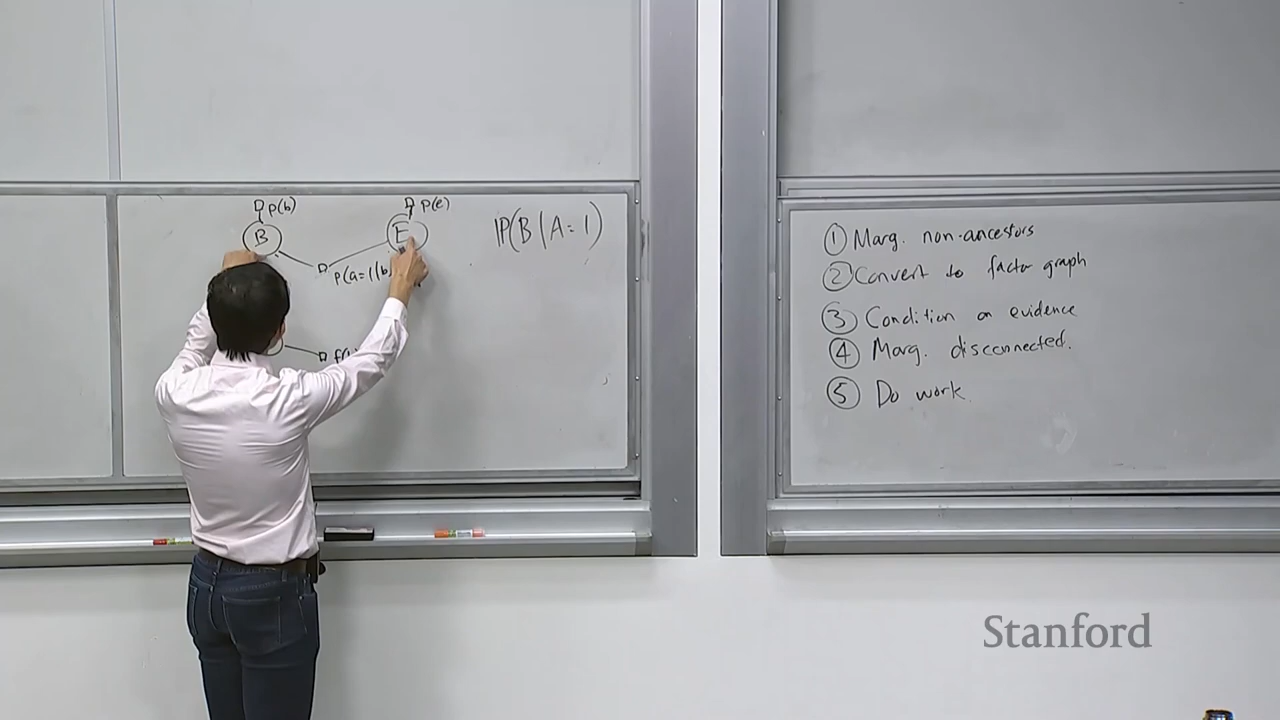 p(b)
p(e)
B
E
P(B | A = 1)
p(a=1|b
f(
① Marg. non-ancestors
② Convert to factor graph
③ Condition on evidence
④ Marg. disconnected.
⑤ Do work.
Stanford